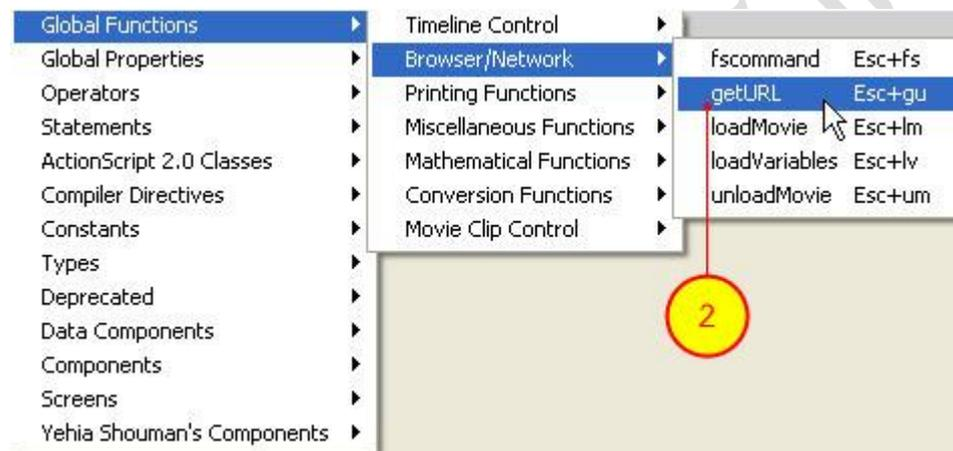 Global Functions
Global Properties
Operators
Statements
ActionScript 2.0 Classes
Compiler Directives
Constants
Types
Deprecated
Data Components
Components
Screens
Yehia Shouman's Components
Timeline Control
Browser/Network
Printing Functions
Miscellaneous Functions
Mathematical Functions
Conversion Functions
Movie Clip Control
fscommand Esc+fs
getURL Esc+gu
loadMovie Esc+lm
loadVariables Esc+lv
unloadMovie Esc+um
2